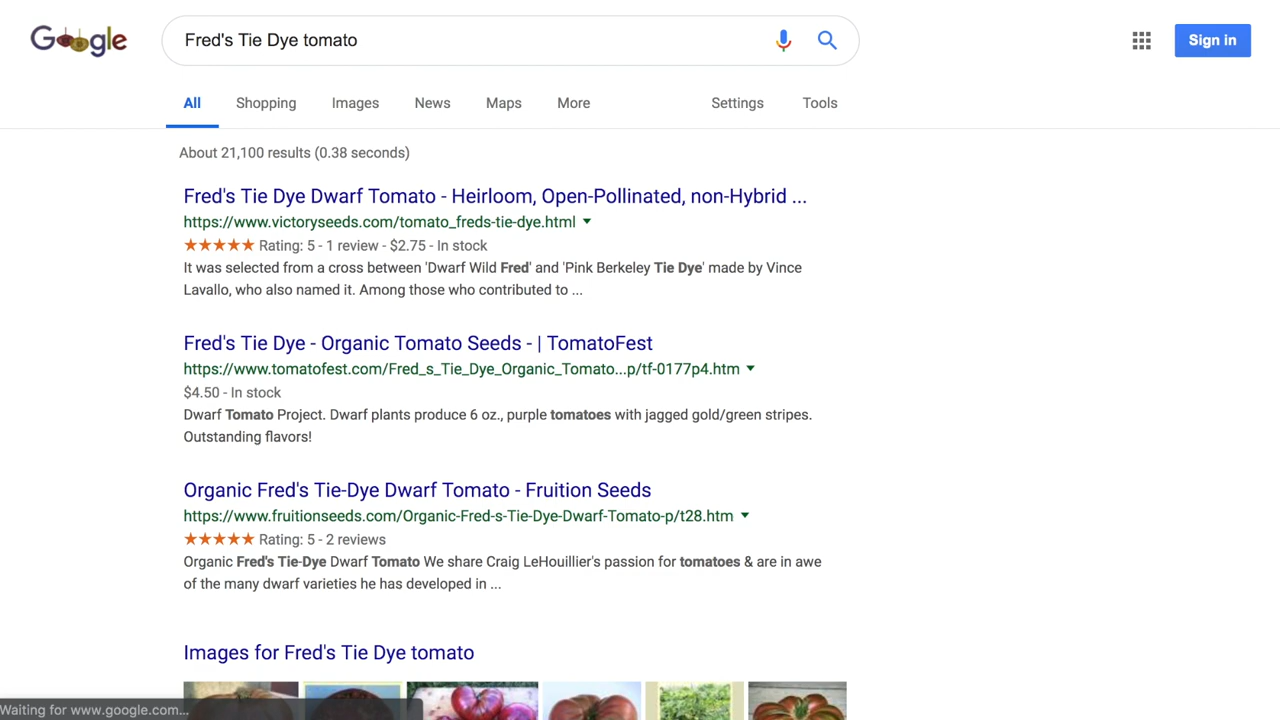 Google
Fred's Tie Dye tomato
Sign in
All Shopping Images News Maps More Settings Tools
About 21,100 results (0.38 seconds)
Fred's Tie Dye Dwarf Tomato - Heirloom, Open-Pollinated, non-Hybrid ...
https://www.victoryseeds.com/tomato_freds-tie-dye.html
Rating: 5 - 1 review - $2.75 - In stock
It was selected from a cross between 'Dwarf Wild Fred' and 'Pink Berkeley Tie Dye' made by Vince
Lavallo, who also named it. Among those who contributed to ...
Fred's Tie Dye - Organic Tomato Seeds - | TomatoFest
https://www.tomatofest.com/Fred_s_Tie_Dye_Organic_Tomato...p/tf-0177p4.htm
$4.50 - In stock
Dwarf Tomato Project. Dwarf plants produce 6 oz., purple tomatoes with jagged gold/green stripes.
Outstanding flavors!
Organic Fred's Tie-Dye Dwarf Tomato - Fruition Seeds
https://www.fruitionseeds.com/Organic-Fred-s-Tie-Dye-Dwarf-Tomato-p/t28.htm
Rating: 5 - 2 reviews
Organic Fred's Tie-Dye Dwarf Tomato We share Craig LeHouillier's passion for tomatoes & are in awe
of the many dwarf varieties he has developed in ...
Images for Fred's Tie Dye tomato
Waiting for www.google.com...